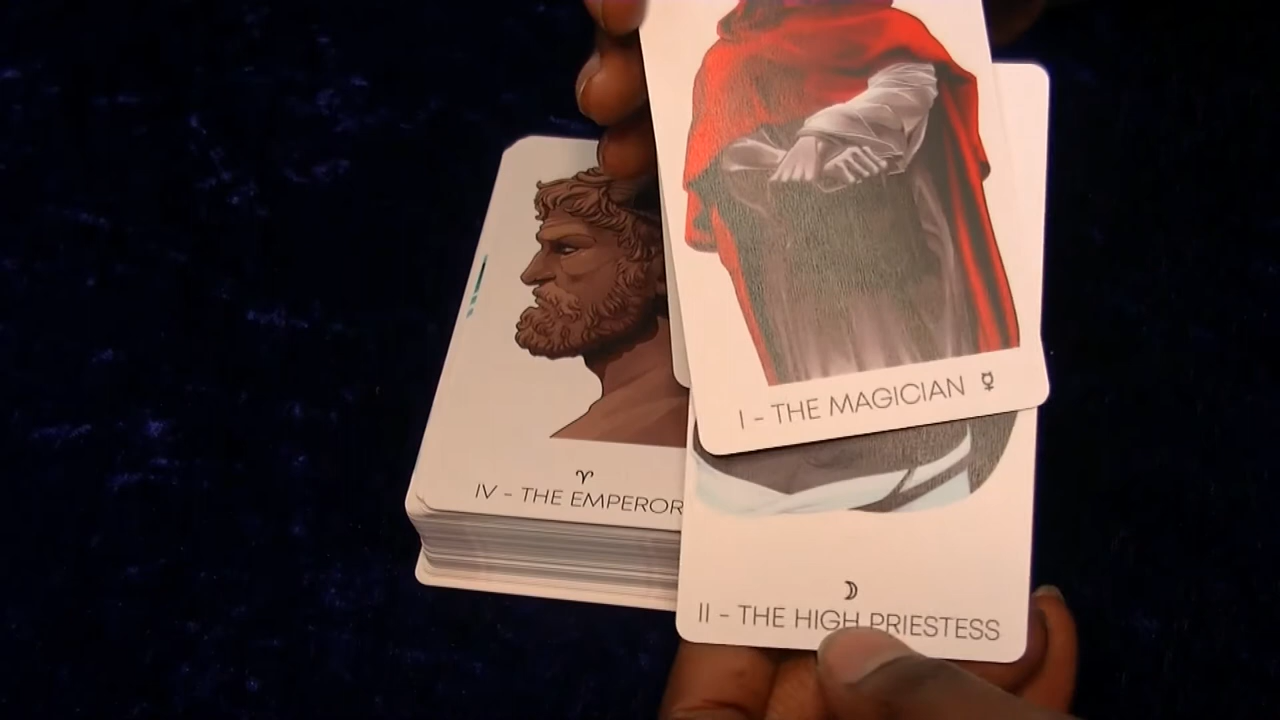 I - THE MAGICIAN ☿
♈
IV - THE EMPEROR
☽
II - THE HIGH PRIESTESS